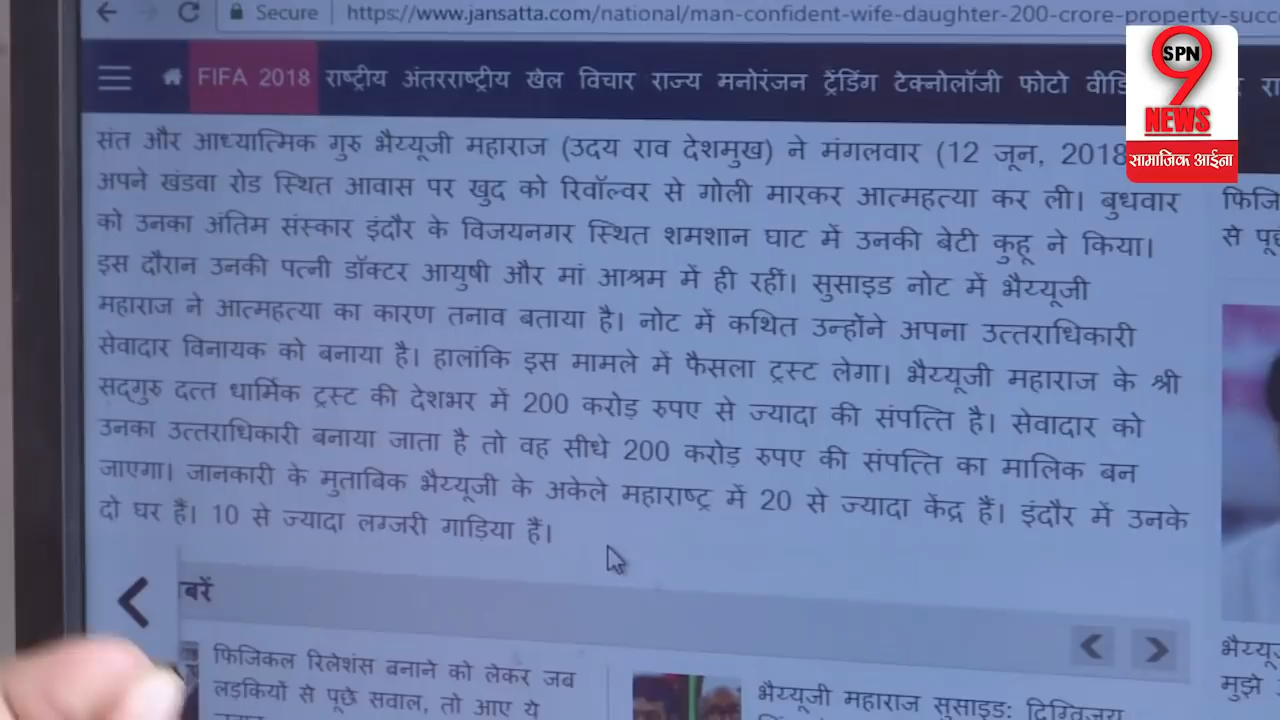 Secure https://www.jansatta.com/national/man-confident-wife-daughter-200-crore-property-succ
FIFA 2018 राष्ट्रीय अंतरराष्ट्रीय खेल विचार राज्य मनोरंजन ट्रेंडिंग टेक्नोलॉजी फोटो
SPN
9
NEWS
सामाजिक आईना
संत और आध्यात्मिक गुरु भैय्यूजी महाराज (उदय राव देशमुख) ने मंगलवार (12 जून, 2018
अपने खंडवा रोड स्थित आवास पर खुद को रिवॉल्वर से गोली मारकर आत्महत्या कर ली। बुधवार
को उनका अंतिम संस्कार इंदौर के विजयनगर स्थित शमशान घाट में उनकी बेटी कुहू ने किया।
इस दौरान उनकी पत्नी डॉक्टर आयुषी और मां आश्रम में ही रहीं। सुसाइड नोट में भैय्यूजी
महाराज ने आत्महत्या का कारण तनाव बताया है। नोट में कथित उन्होंने अपना उत्तराधिकारी
सेवादार विनायक को बनाया है। हालांकि इस मामले में फैसला ट्रस्ट लेगा। भैय्यूजी महाराज के श्री
सद्गुरु दत्त धार्मिक ट्रस्ट की देशभर में 200 करोड़ रुपए से ज्यादा की संपत्ति है। सेवादार को
उनका उत्तराधिकारी बनाया जाता है तो वह सीधे 200 करोड़ रुपए की संपत्ति का मालिक बन
जाएगा। जानकारी के मुताबिक भैय्यूजी के अकेले महाराष्ट्र में 20 से ज्यादा केंद्र हैं। इंदौर में उनके
दो घर हैं। 10 से ज्यादा लग्जरी गाड़िया हैं।
फिजिकल रिलेशंस बनाने को लेकर जब
लड़कियों से पूछे सवाल, तो आए ये
भैय्यूजी महाराज सुसाइड: दिग्विजय
मुझे